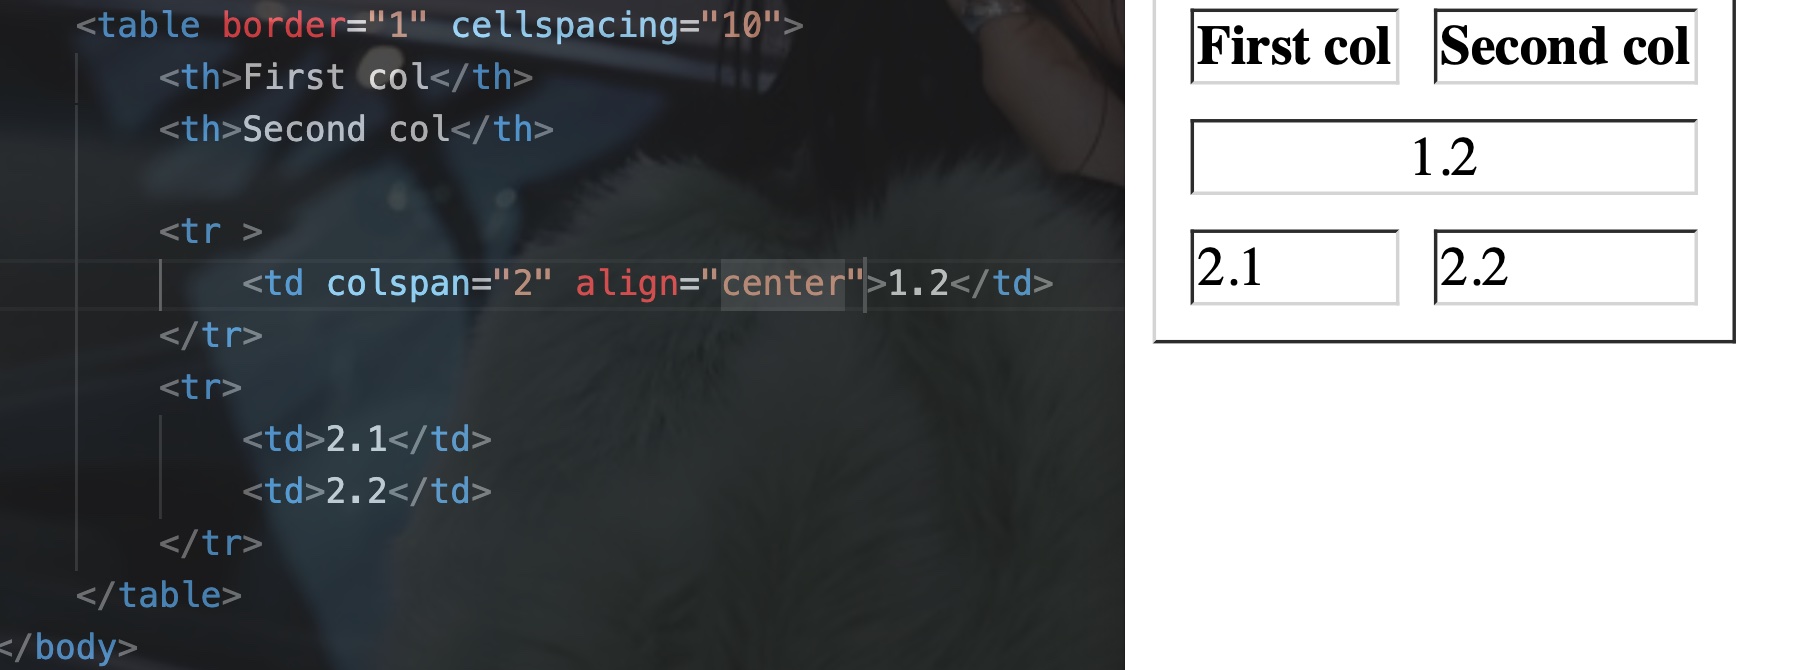 <table border="1" cellspacing="10">
<th>First col</th>
<th>Second col</th>
<tr >
<td colspan="2" align="center">1.2</td>
</tr>
<tr>
<td>2.1</td>
<td>2.2</td>
</tr>
</table>
</body>
First col Second col
1.2
2.1 2.2